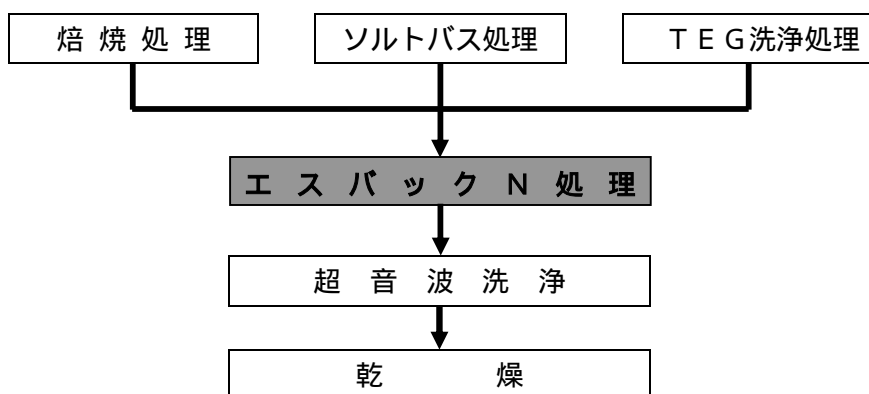 焙 焼 処 理
ソルトバス処理
ＴＥＧ洗浄処理
エ ス バ ッ ク Ｎ 処 理
超 音 波 洗 浄
乾 燥